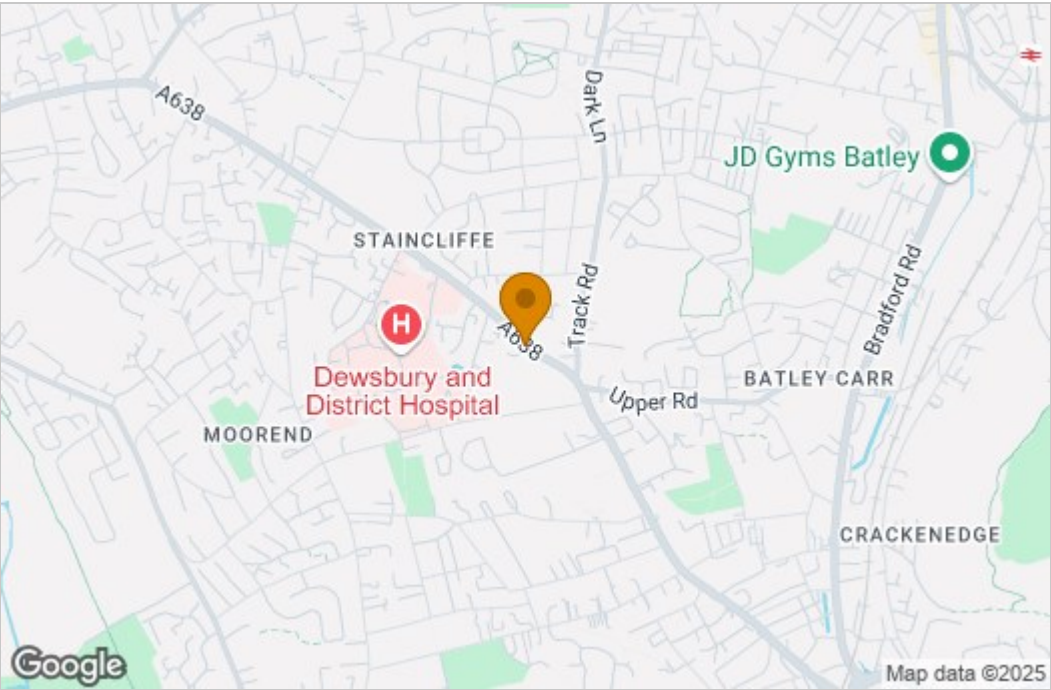 A638
Dark Ln
JD Gyms Batley
STAINCLIFFE
H
A638
Track Rd
Bradford Rd
Dewsbury and
District Hospital
Upper Rd
BATLEY CARR
MOOREND
CRACKENEDGE
Google
Map data ©2025